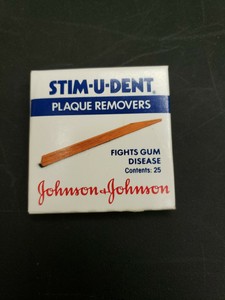 STIM-U-DENT®
PLAQUE REMOVERS
FIGHTS GUM
DISEASE
Contents: 25
Johnson & Johnson